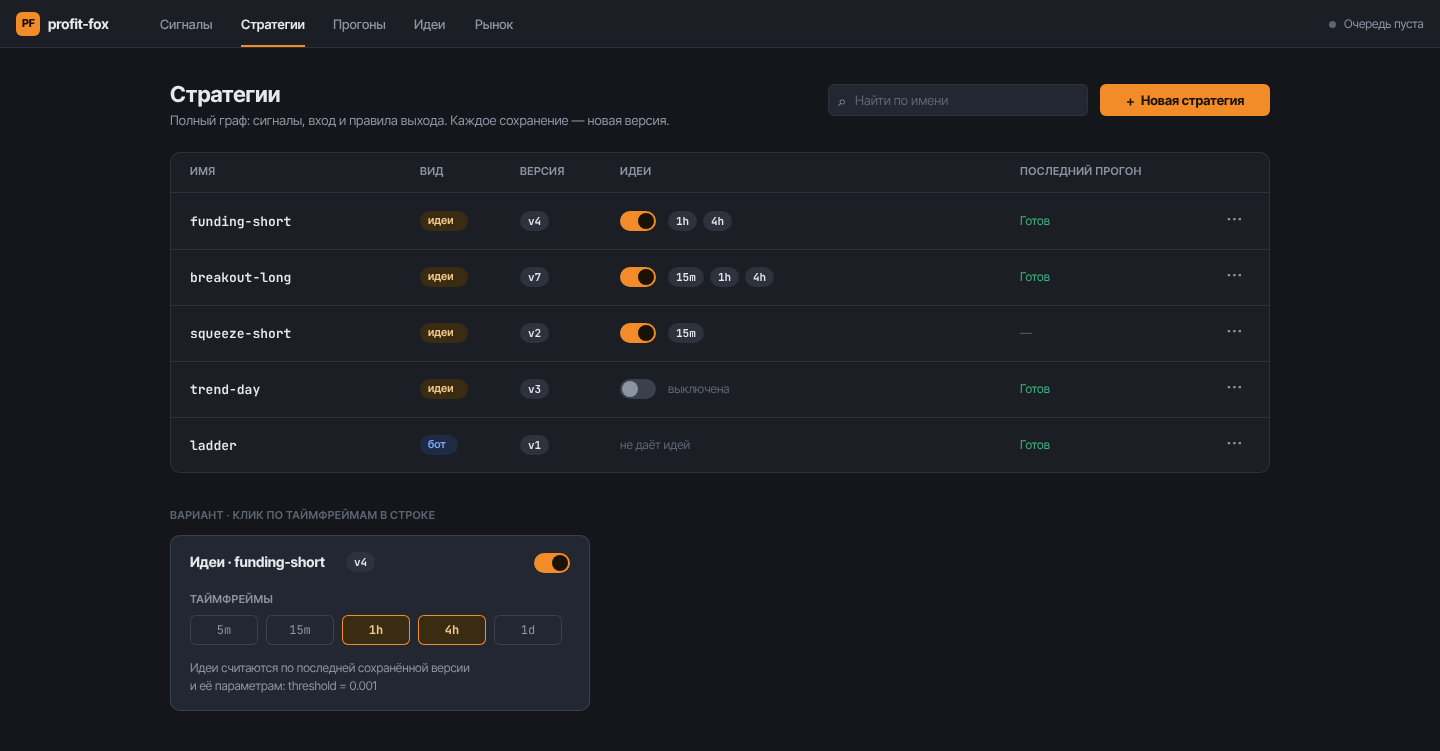 PF profit-fox Сигналы Стратегии Прогоны Идеи Рынок Очередь пуста
Стратегии
Полный граф: сигналы, вход и правила выхода. Каждое сохранение — новая версия.
Найти по имени
+ Новая стратегия
ИМЯ ВИД ВЕРСИЯ ИДЕИ ПОСЛЕДНИЙ ПРОГОН
funding-short идеи v4 1h 4h Готов ···
breakout-long идеи v7 15m 1h 4h Готов ···
squeeze-short идеи v2 15m — ···
trend-day идеи v3 выключена Готов ···
ladder бот v1 не даёт идей Готов ···
ВАРИАНТ · КЛИК ПО ТАЙМФРЕЙМАМ В СТРОКЕ
Идеи · funding-short v4
ТАЙМФРЕЙМЫ
5m 15m 1h 4h 1d
Идеи считаются по последней сохранённой версии
и её параметрам: threshold = 0.001